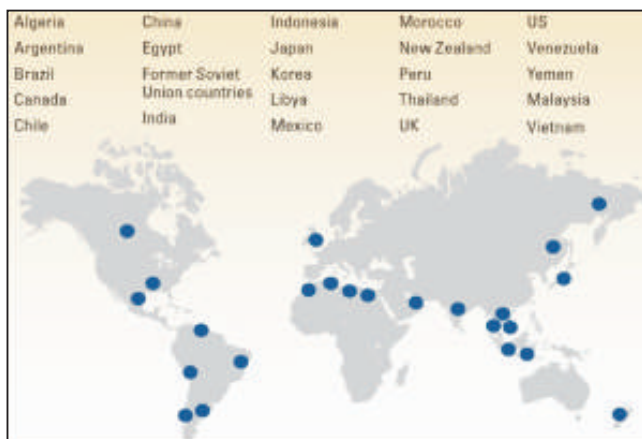 Algeria
Argentina
Brazil
Canada
Chile
China
Egypt
Former Soviet
Union countries
India
Indonesia
Japan
Korea
Libya
Mexico
Morocco
New Zealand
Peru
Thailand
UK
US
Venezuela
Yemen
Malaysia
Vietnam